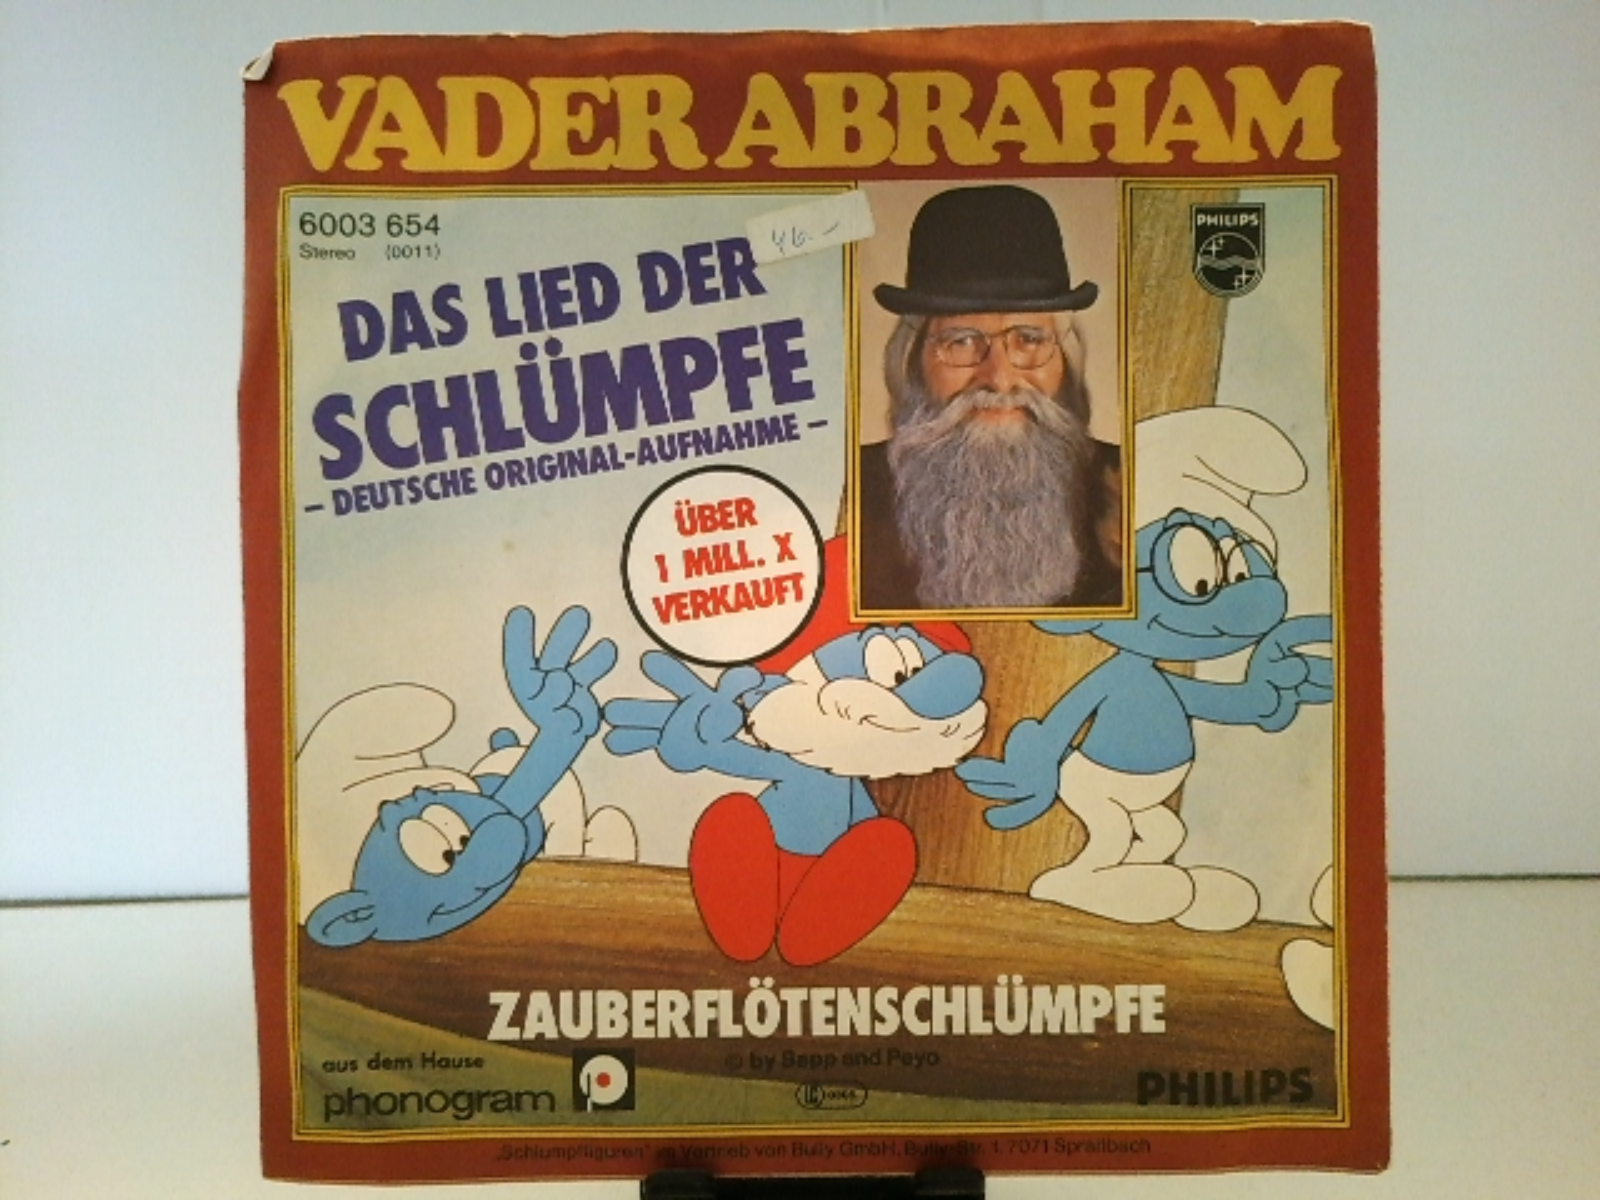 VADER ABRAHAM
6003 654
Stereo (0011)
46.-
PHILIPS
DAS LIED DER
SCHLÜMPFE
– DEUTSCHE ORIGINAL-AUFNAHME –
ÜBER
1 MILL. X
VERKAUFT
ZAUBERFLÖTENSCHLÜMPFE
aus dem Hause
phonogram
© by Sepp and Peyo
LC
PHILIPS
„Schlumpffiguren" im Vertrieb von Bully GmbH, Bully-Str. 1, 7071 Spraitbach